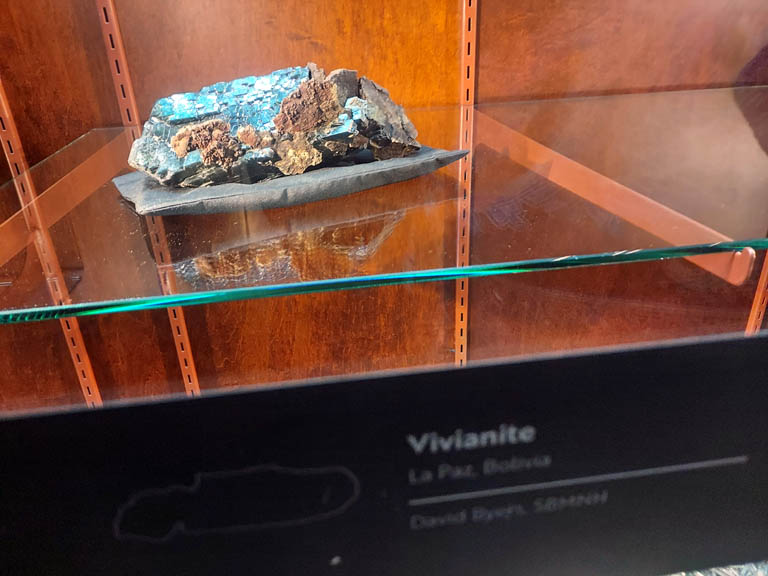 Vivianite
La Paz, Bolivia
David Byers, SBMNH